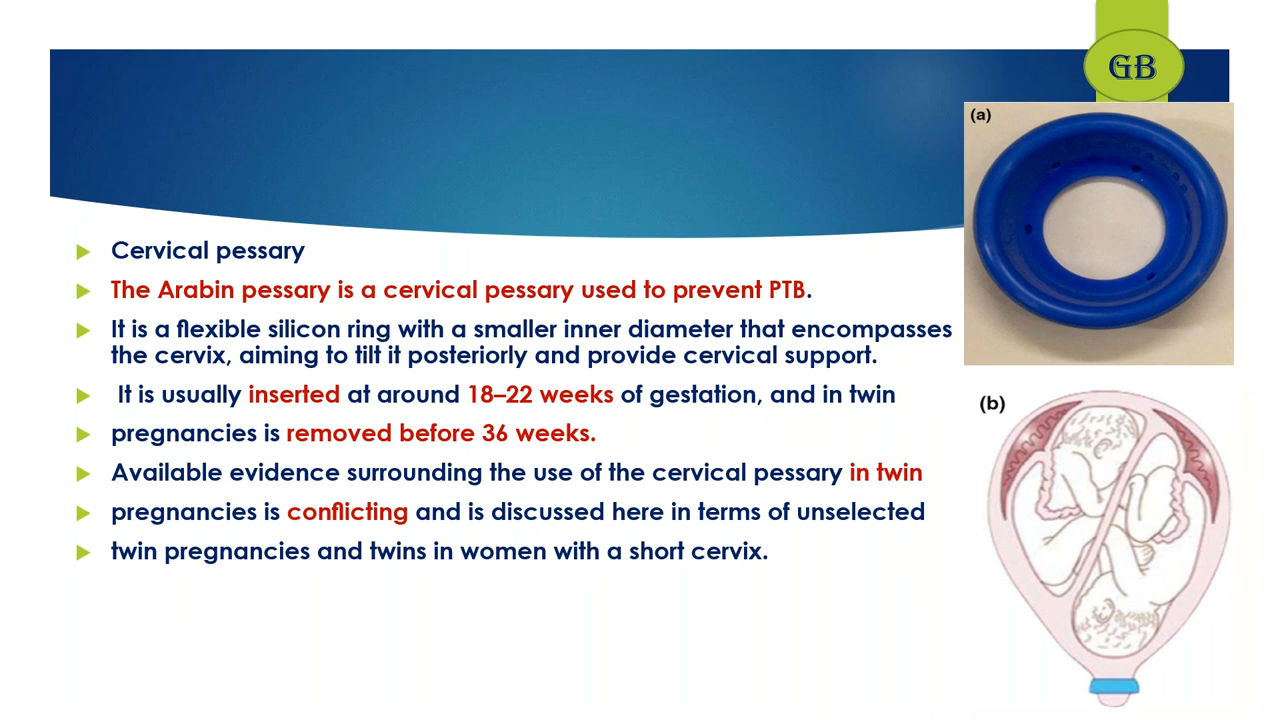 GB
(a)
Cervical pessary
The Arabin pessary is a cervical pessary used to prevent PTB.
It is a flexible silicon ring with a smaller inner diameter that encompasses
the cervix, aiming to tilt it posteriorly and provide cervical support.
It is usually inserted at around 18–22 weeks of gestation, and in twin
pregnancies is removed before 36 weeks.
Available evidence surrounding the use of the cervical pessary in twin
pregnancies is conflicting and is discussed here in terms of unselected
twin pregnancies and twins in women with a short cervix.
(b)